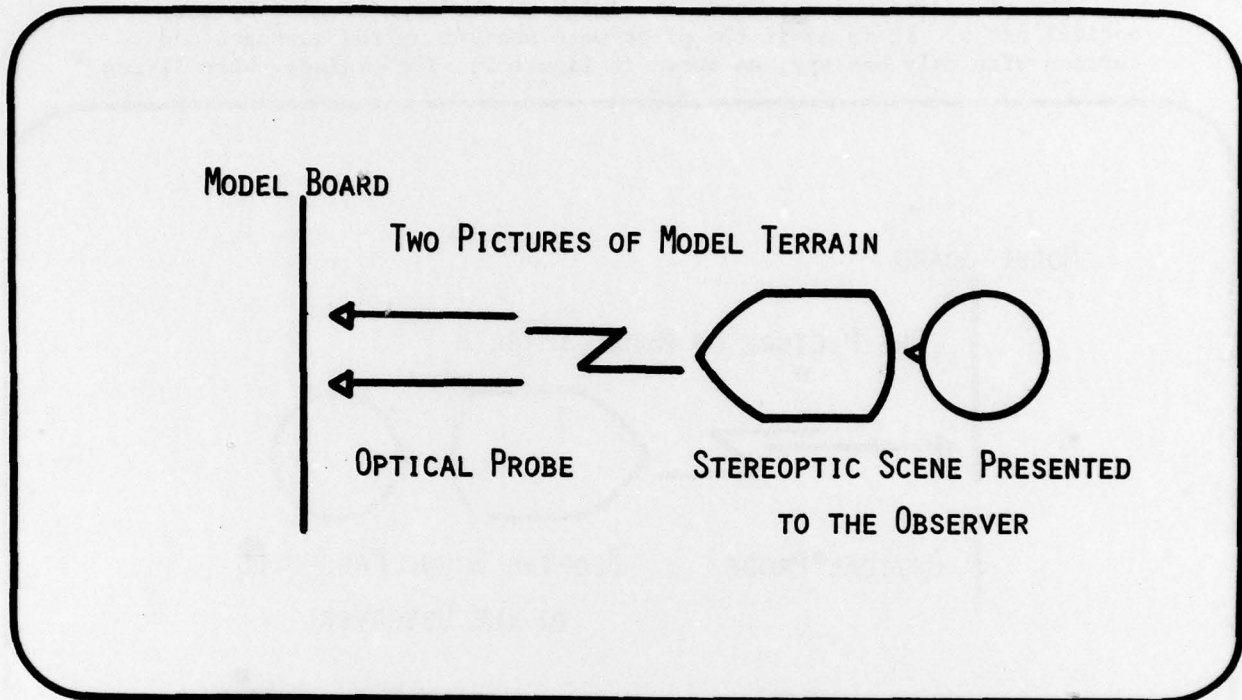 MODEL BOARD
TWO PICTURES OF MODEL TERRAIN
OPTICAL PROBE
STEREOPTIC SCENE PRESENTED
TO THE OBSERVER